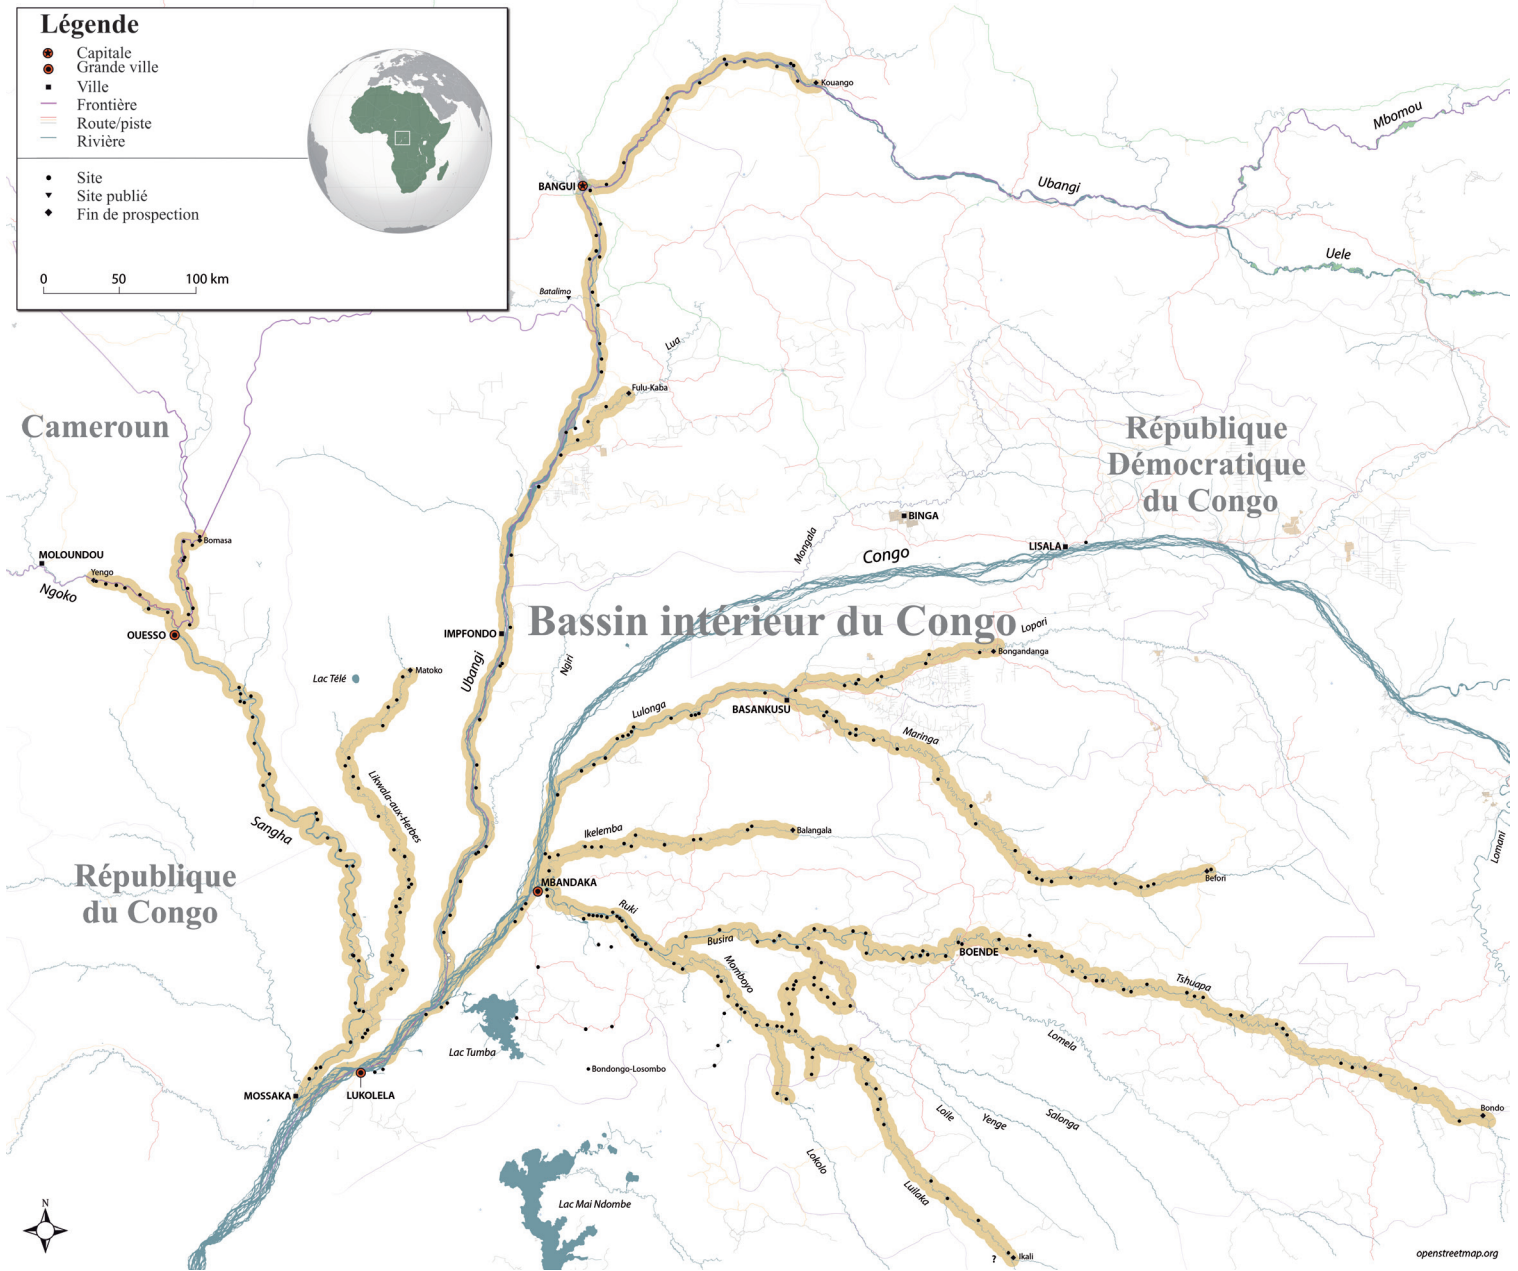 Légende
Capitale
Grande ville
Ville
Frontière
Route/piste
Rivière
Site
Site publié
Fin de prospection
0 50 100 km
Kouango
Mbomou
BANGUI
Ubangi
Uele
Batalimo
Lua
Fulu-Kaba
Cameroun
République
Démocratique
du Congo
BINGA
Mongala
Congo
LISALA
Bomasa
MOLOUNDOU
Yengo
Ngoko
OUESSO
IMPFONDO
Bassin intérieur du Congo
Lopori
Bongandanga
Matoko
Lac Télé
Ubangi
Ngiri
BASANKUSU
Lulonga
Maringa
Likwala-aux-Herbes
Sangha
Ikelemba
Balangala
Lomani
République
du Congo
MBANDAKA
Befori
Ruki
Busira
Momboyo
BOENDE
Tshuapa
Lac Tumba
Lomela
Bondongo-Losombo
MOSSAKA
LUKOLELA
Loile
Yenge
Salonga
Bondo
Lokolo
Luilaka
Lac Mai Ndombe
N
?
Ikali
openstreetmap.org